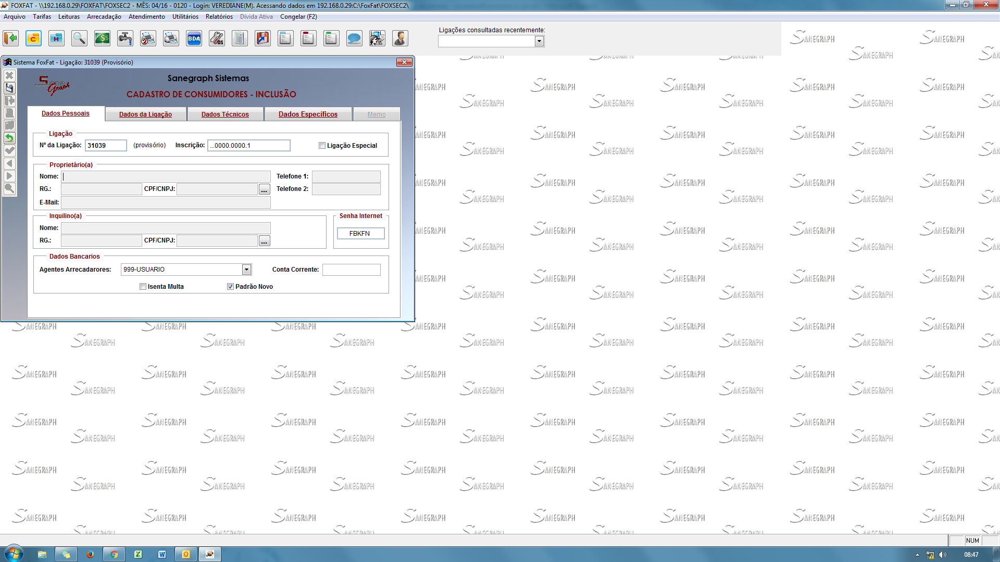 FOXFAT - \\192.168.0.29\FOXFAT\FOXSEC2 - MÊS: 04/16 - 0120 - Login: VEREDIANE(M). Acessando dados em 192.168.0.29:C:\FoxFat\FOXSEC2\
Arquivo Tarifas Leituras Arrecadação Atendimento Utilitários Relatórios Dívida Ativa Congelar (F2)
Ligações consultadas recentemente:
C H 2 BDA OS
Sistema FoxFat - Ligação: 31039 (Provisório)
Sanegraph Sistemas
CADASTRO DE CONSUMIDORES - INCLUSÃO
Dados Pessoais Dados da Ligação Dados Técnicos Dados Específicos Memo
Ligação
Nº da Ligação: 31039 (provisório) Inscrição: ...0000.0000.1 Ligação Especial
Proprietário(a)
Nome: Telefone 1:
RG.: CPF/CNPJ: ... Telefone 2:
E-Mail:
Inquilino(a) Senha Internet
Nome: FBKFN
RG.: CPF/CNPJ: ...
Dados Bancarios
Agentes Arrecadarores: 999-USUARIO Conta Corrente:
Isenta Multa Padrão Novo
SANEGRAPH
NUM
08:47